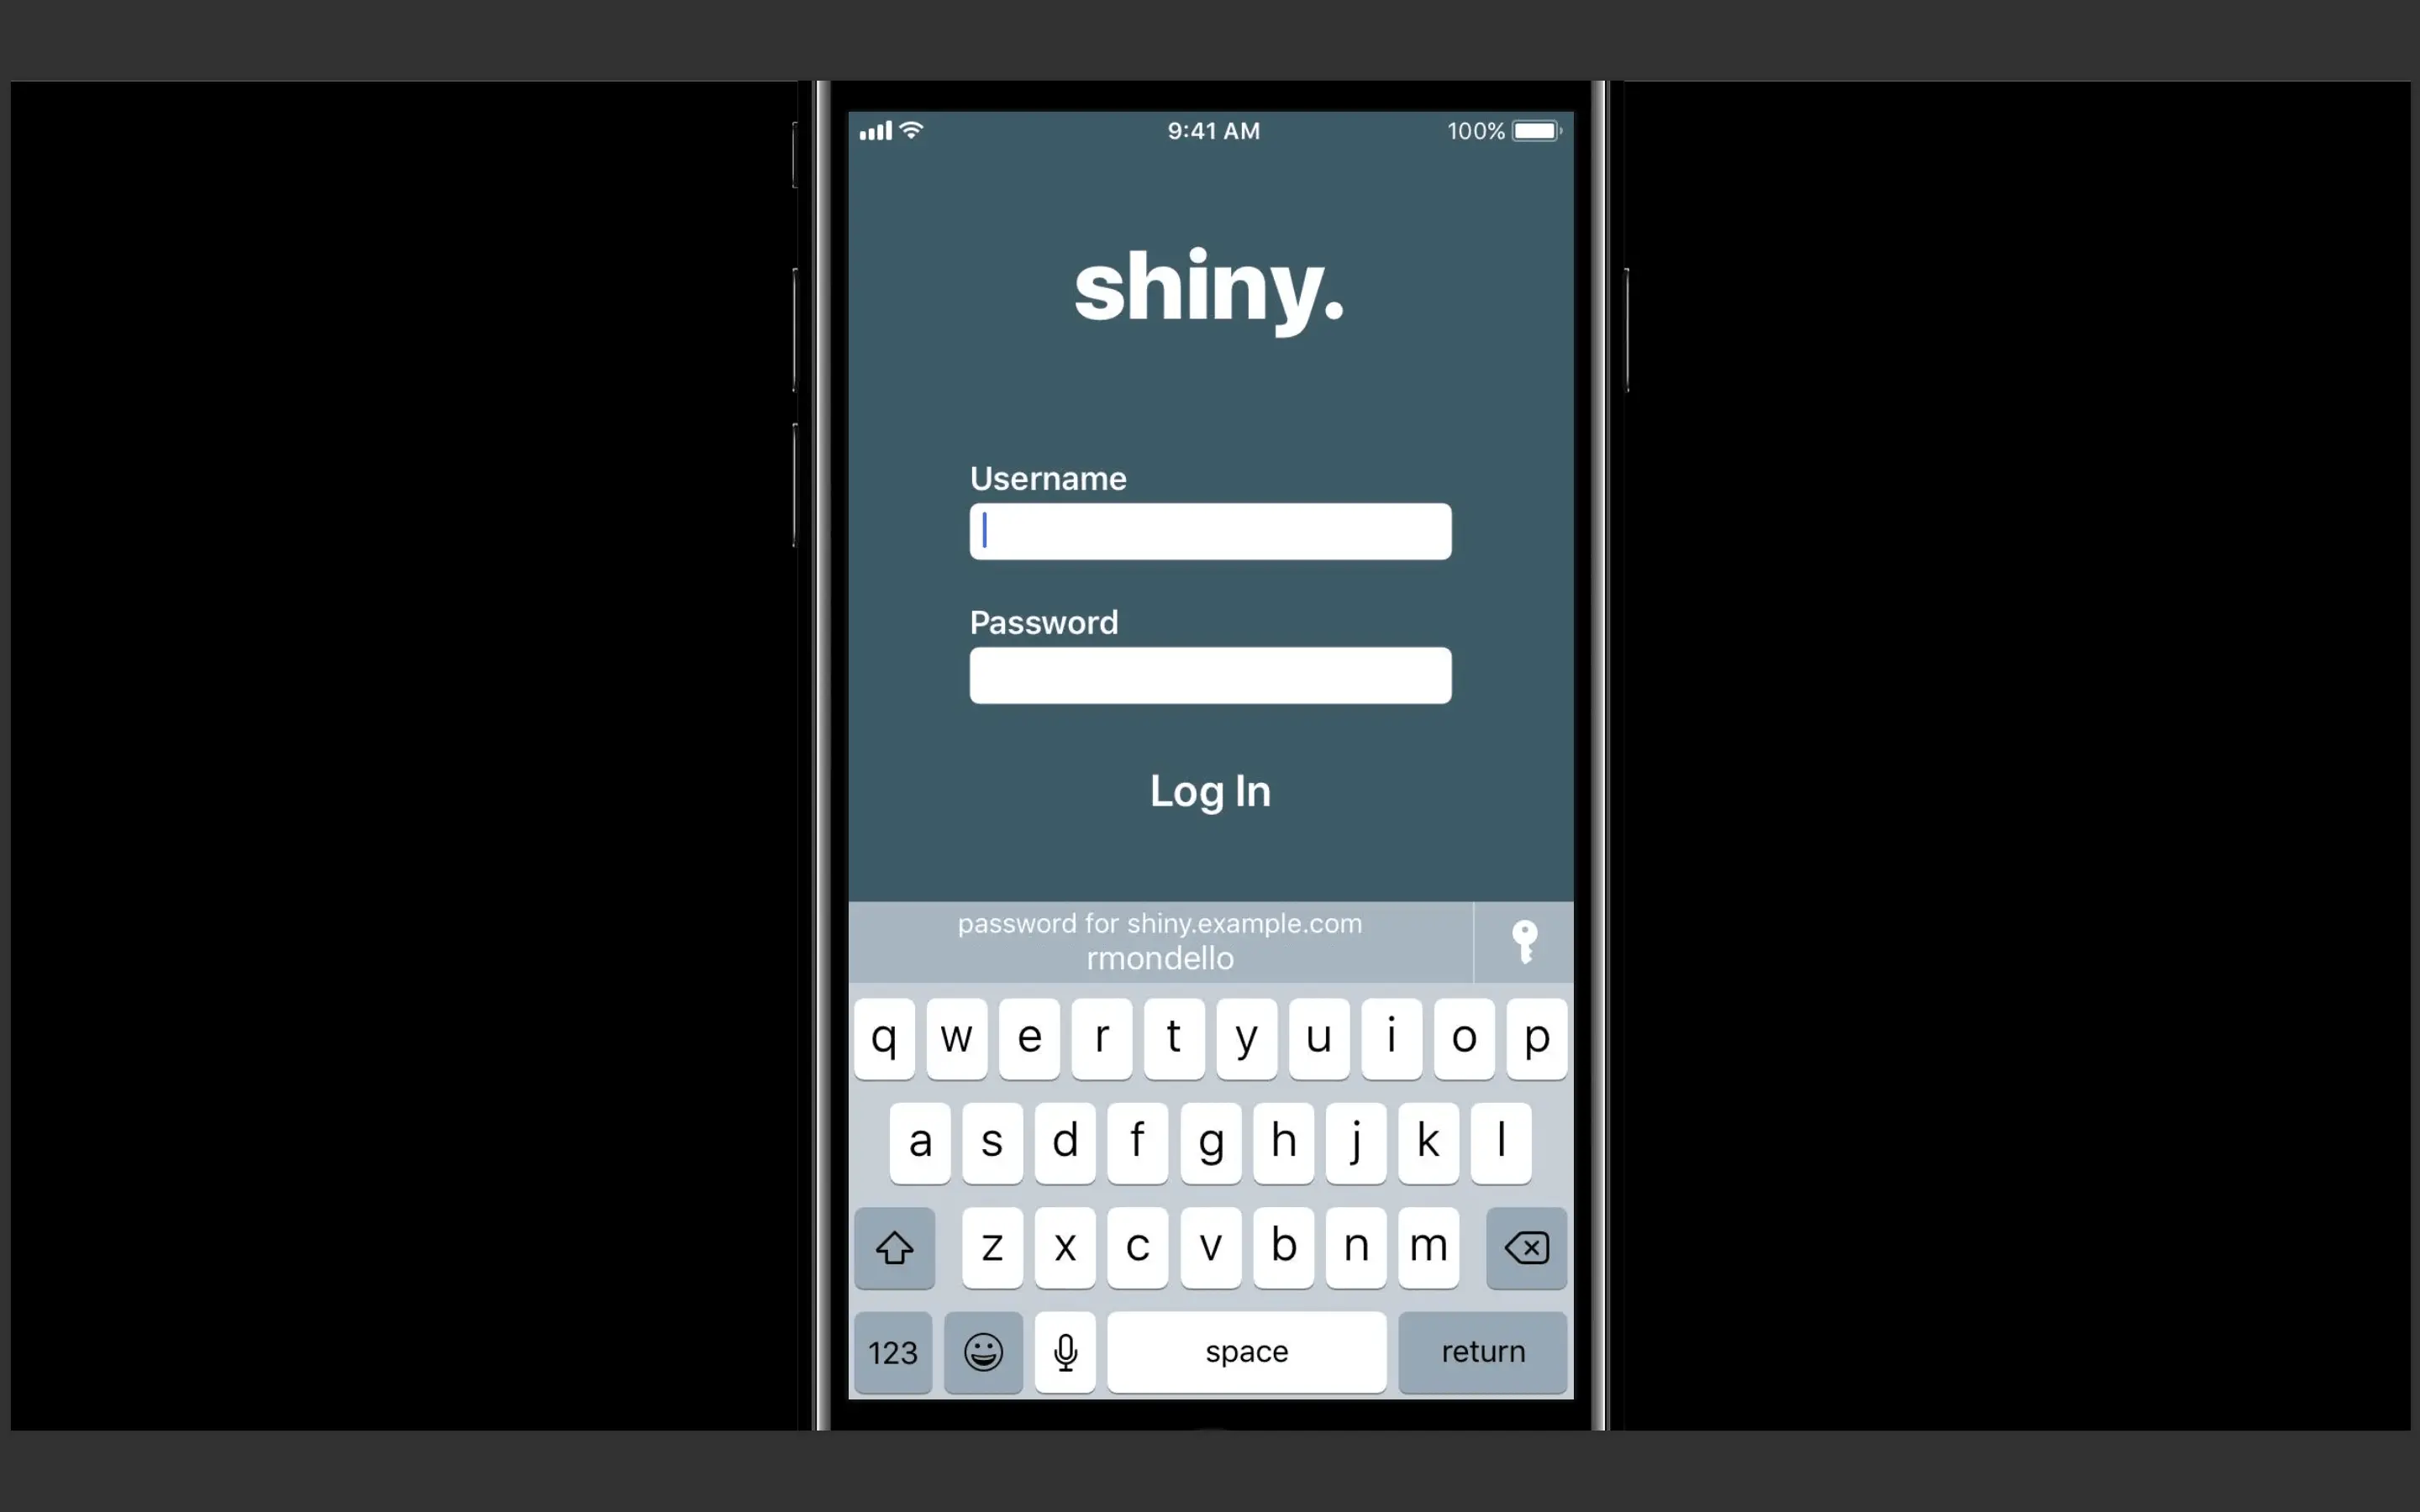 9:41 AM
100%
shiny.
Username
Password
Log In
password for shiny.example.com
rmondello
q w e r t y u i o p
a s d f g h j k l
z x c v b n m
123 space return